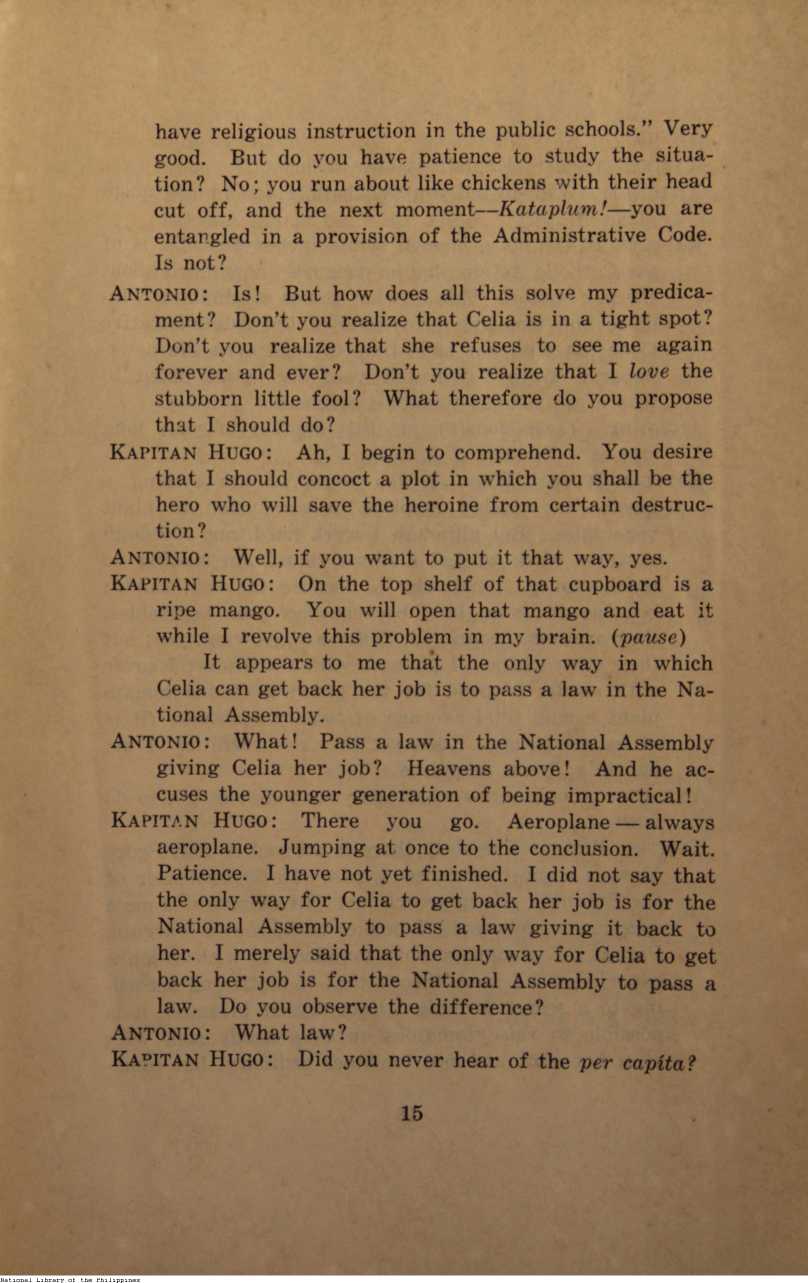 have religious instruction in the public schools.” Very
good. But do you have patience to study the situa-
tion? No; you run about like chickens with their head
cut off, and the next moment—Kataplum!—you are
entangled in a provision of the Administrative Code.
Is not?
ANTONIO: Is! But how does all this solve my predica-
ment? Don’t you realize that Celia is in a tight spot?
Don’t you realize that she refuses to see me again
forever and ever? Don’t you realize that I love the
stubborn little fool? What therefore do you propose
that I should do?
KAPITAN HUGO: Ah, I begin to comprehend. You desire
that I should concoct a plot in which you shall be the
hero who will save the heroine from certain destruc-
tion?
ANTONIO: Well, if you want to put it that way, yes.
KAPITAN HUGO: On the top shelf of that cupboard is a
ripe mango. You will open that mango and eat it
while I revolve this problem in my brain. (pause)
It appears to me that the only way in which
Celia can get back her job is to pass a law in the Na-
tional Assembly.
ANTONIO: What! Pass a law in the National Assembly
giving Celia her job? Heavens above! And he ac-
cuses the younger generation of being impractical!
KAPITAN HUGO: There you go. Aeroplane — always
aeroplane. Jumping at once to the conclusion. Wait.
Patience. I have not yet finished. I did not say that
the only way for Celia to get back her job is for the
National Assembly to pass a law giving it back to
her. I merely said that the only way for Celia to get
back her job is for the National Assembly to pass a
law. Do you observe the difference?
ANTONIO: What law?
KAPITAN HUGO: Did you never hear of the per capíta?
15
National Library of the Philippines